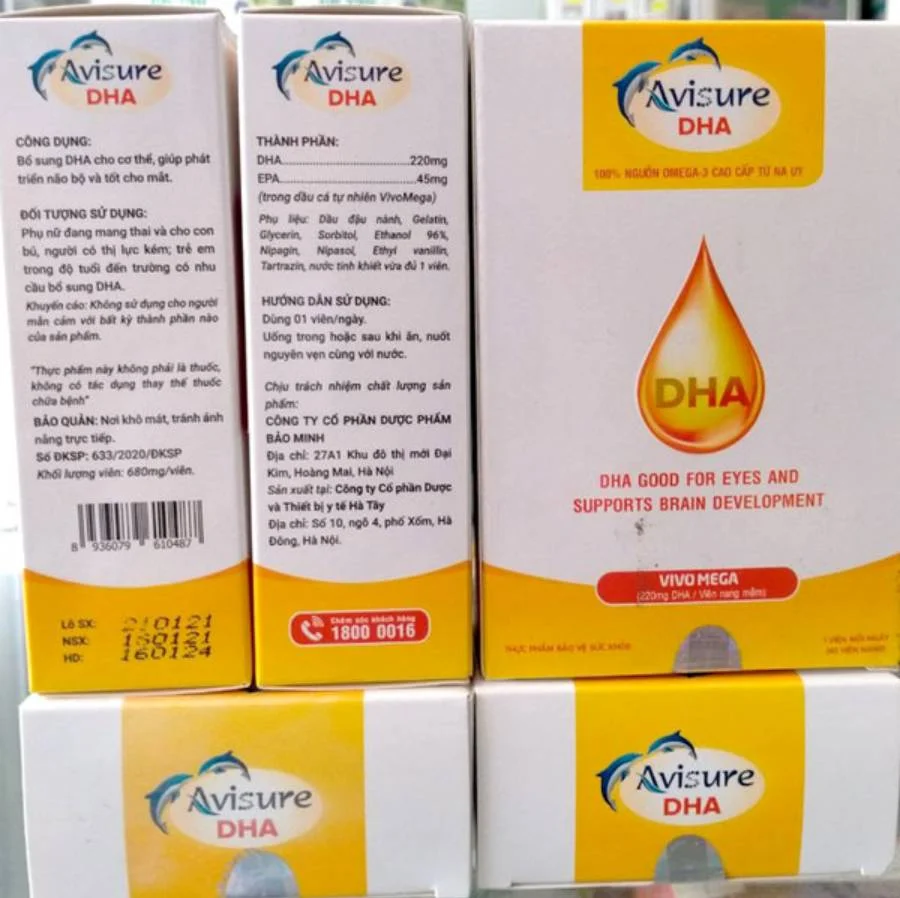 Avisure
DHA
CÔNG DỤNG:
Bổ sung DHA cho cơ thể, giúp phát
triển não bộ và tốt cho mắt.
ĐỐI TƯỢNG SỬ DỤNG:
Phụ nữ đang mang thai và cho con
bú, người có thị lực kém; trẻ em
trong độ tuổi đến trường có nhu
cầu bổ sung DHA.
Khuyến cáo: Không sử dụng cho người
mẫn cảm với bất kỳ thành phần nào
của sản phẩm.
"Thực phẩm này không phải là thuốc,
không có tác dụng thay thế thuốc
chữa bệnh"
BẢO QUẢN: Nơi khô mát, tránh ánh
nắng trực tiếp.
Số ĐKSP: 633/2020/ĐKSP
Khối lượng viên: 680mg/viên.
8 936079 610487
Lô SX: 210121
NSX: 130121
HD: 160124
Avisure
DHA
THÀNH PHẦN:
DHA.............................220mg
EPA..............................45mg
(trong dầu cá tự nhiên VivoMega)
Phụ liệu: Dầu đậu nành, Gelatin,
Glycerin, Sorbitol, Ethanol 96%,
Nipagin, Nipasol, Ethyl vanillin,
Tartrazin, nước tinh khiết vừa đủ 1 viên.
HƯỚNG DẪN SỬ DỤNG:
Dùng 01 viên/ngày.
Uống trong hoặc sau khi ăn, nuốt
nguyên vẹn cùng với nước.
Chịu trách nhiệm chất lượng sản
phẩm:
CÔNG TY CỔ PHẦN DƯỢC PHẨM
BẢO MINH
Địa chỉ: 27A1 Khu đô thị mới Đại
Kim, Hoàng Mai, Hà Nội
Sản xuất tại: Công ty Cổ phần Dược
và Thiết bị y tế Hà Tây
Địa chỉ: Số 10, ngõ 4, phố Xốm, Hà
Đông, Hà Nội.
Chăm sóc khách hàng
1800 0016
Avisure
DHA
100% NGUỒN OMEGA-3 CAO CẤP TỪ NA UY
DHA
DHA GOOD FOR EYES AND
SUPPORTS BRAIN DEVELOPMENT
VIVOMEGA
(220mg DHA / Viên nang mềm)
THỰC PHẨM BẢO VỆ SỨC KHỎE
1 VIÊN MỖI NGÀY
Avisure
DHA
Avisure
DHA